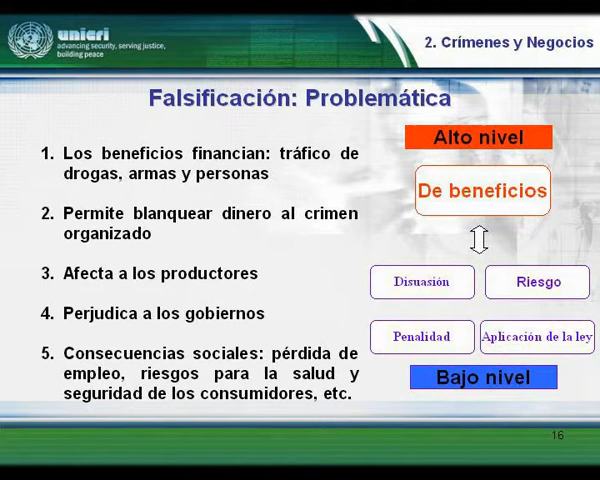 unicri
advancing security, serving justice,
building peace
2. Crímenes y Negocios
Falsificación: Problemática
1. Los beneficios financian: tráfico de
drogas, armas y personas
2. Permite blanquear dinero al crimen
organizado
3. Afecta a los productores
4. Perjudica a los gobiernos
5. Consecuencias sociales: pérdida de
empleo, riesgos para la salud y
seguridad de los consumidores, etc.
Alto nivel
De beneficios
Disuasión
Riesgo
Penalidad
Aplicación de la ley
Bajo nivel
16